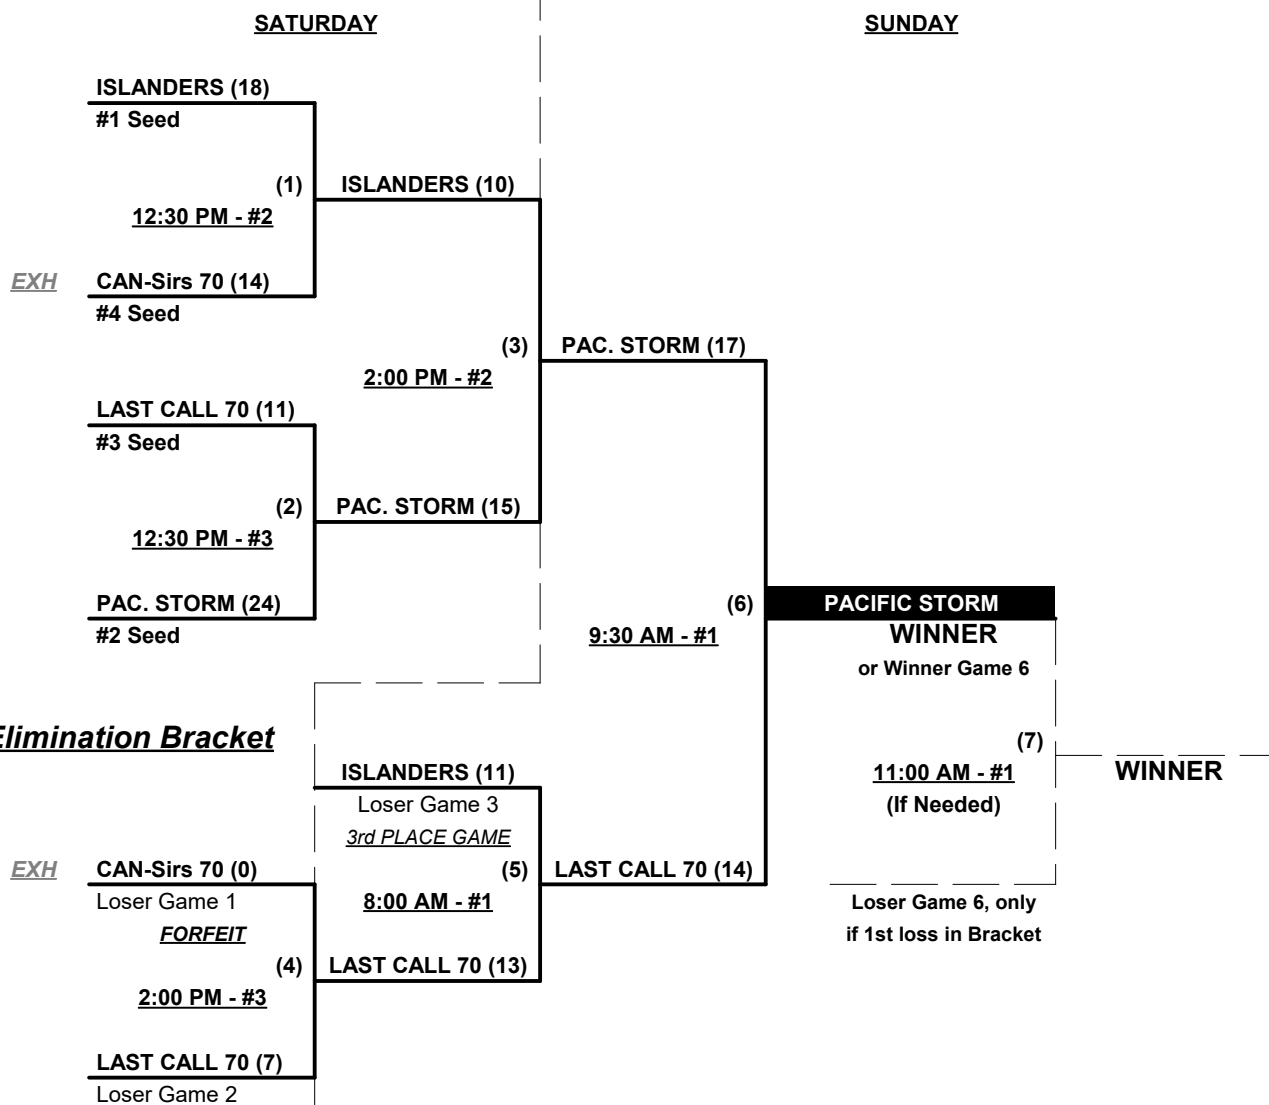 SATURDAY
SUNDAY
ISLANDERS (18)
#1 Seed
(1)
ISLANDERS (10)
12:30 PM - #2
EXH
CAN-Sirs 70 (14)
#4 Seed
(3)
PAC. STORM (17)
2:00 PM - #2
LAST CALL 70 (11)
#3 Seed
(2)
PAC. STORM (15)
12:30 PM - #3
PAC. STORM (24)
#2 Seed
(6)
PACIFIC STORM
9:30 AM - #1
WINNER
or Winner Game 6
Elimination Bracket
(7)
11:00 AM - #1
WINNER
(If Needed)
ISLANDERS (11)
Loser Game 3
3rd PLACE GAME
EXH
CAN-Sirs 70 (0)
(5)
LAST CALL 70 (14)
Loser Game 1
8:00 AM - #1
Loser Game 6, only
if 1st loss in Bracket
FORFEIT
(4)
LAST CALL 70 (13)
2:00 PM - #3
LAST CALL 70 (7)
Loser Game 2